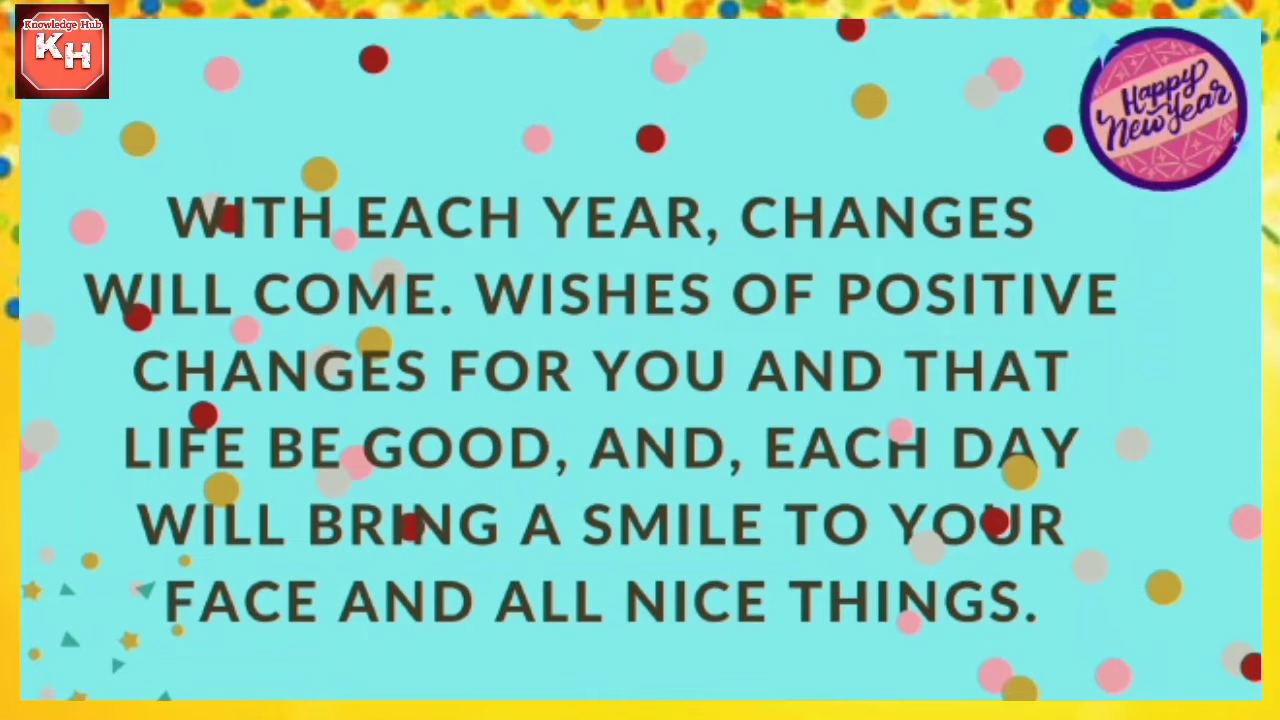 Knowledge Hub
KH
Happy
New Year
WITH EACH YEAR, CHANGES
WILL COME. WISHES OF POSITIVE
CHANGES FOR YOU AND THAT
LIFE BE GOOD, AND, EACH DAY
WILL BRING A SMILE TO YOUR
FACE AND ALL NICE THINGS.